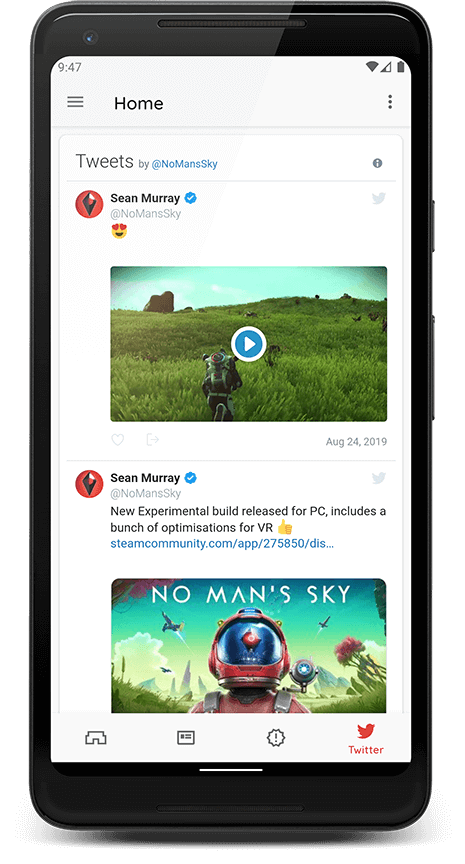 9:47
Home
Tweets by @NoMansSky
Sean Murray
@NoMansSky
😍
Aug 24, 2019
Sean Murray
@NoMansSky
New Experimental build released for PC, includes a
bunch of optimisations for VR 👍
steamcommunity.com/app/275850/dis…
NO MAN'S SKY
Twitter